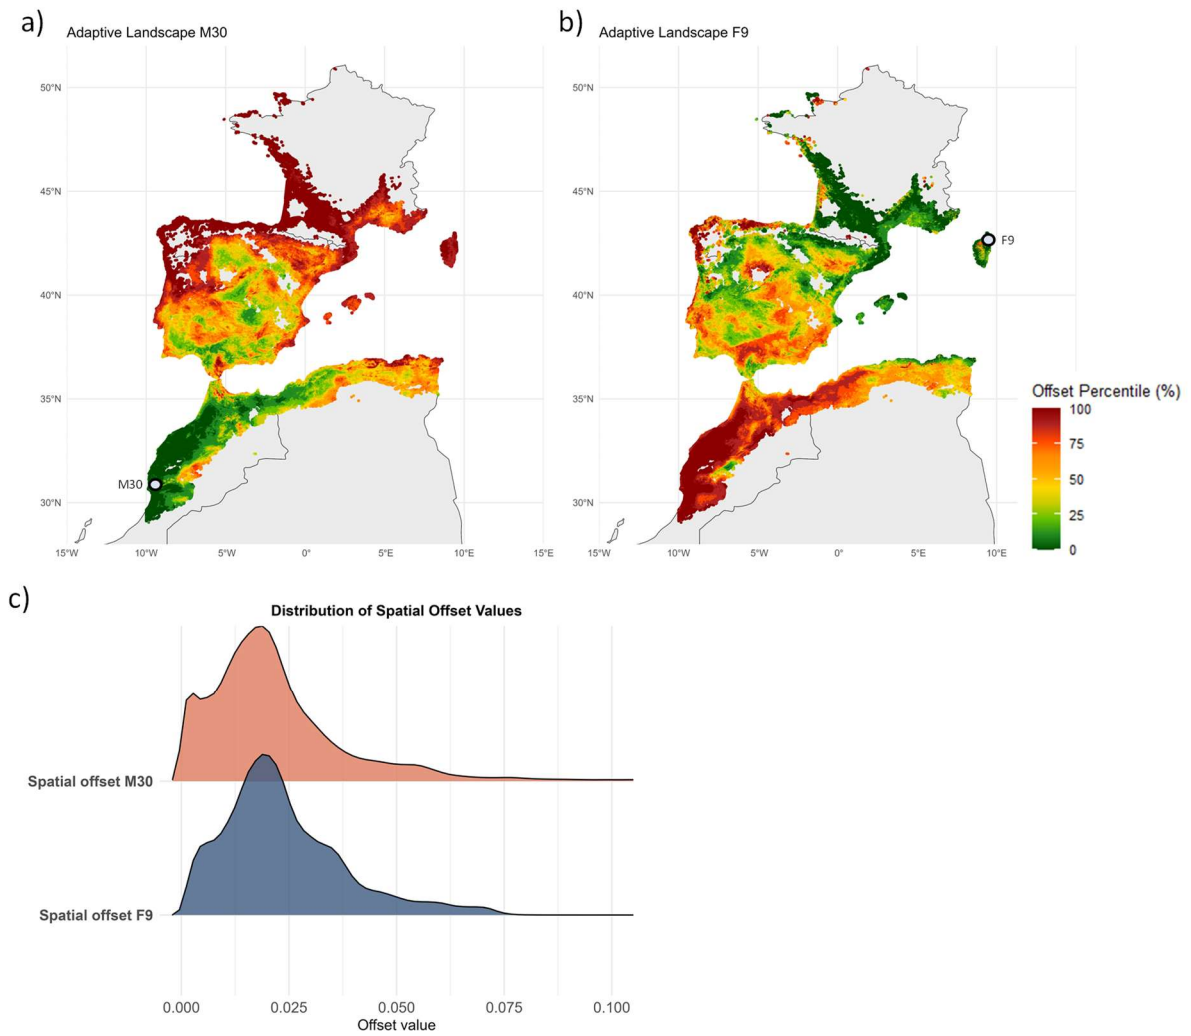 a)
Adaptive Landscape M30
50°N
45°N
40°N
35°N
30°N
M30
15°W
10°W
5°W
0°
5°E
10°E
15°E
b)
Adaptive Landscape F9
50°N
45°N
40°N
35°N
30°N
F9
15°W
10°W
5°W
0°
5°E
10°E
Offset Percentile (%)
100
75
50
25
0
c)
Distribution of Spatial Offset Values
Spatial offset M30
Spatial offset F9
0.000
0.025
0.050
0.075
0.100
Offset value